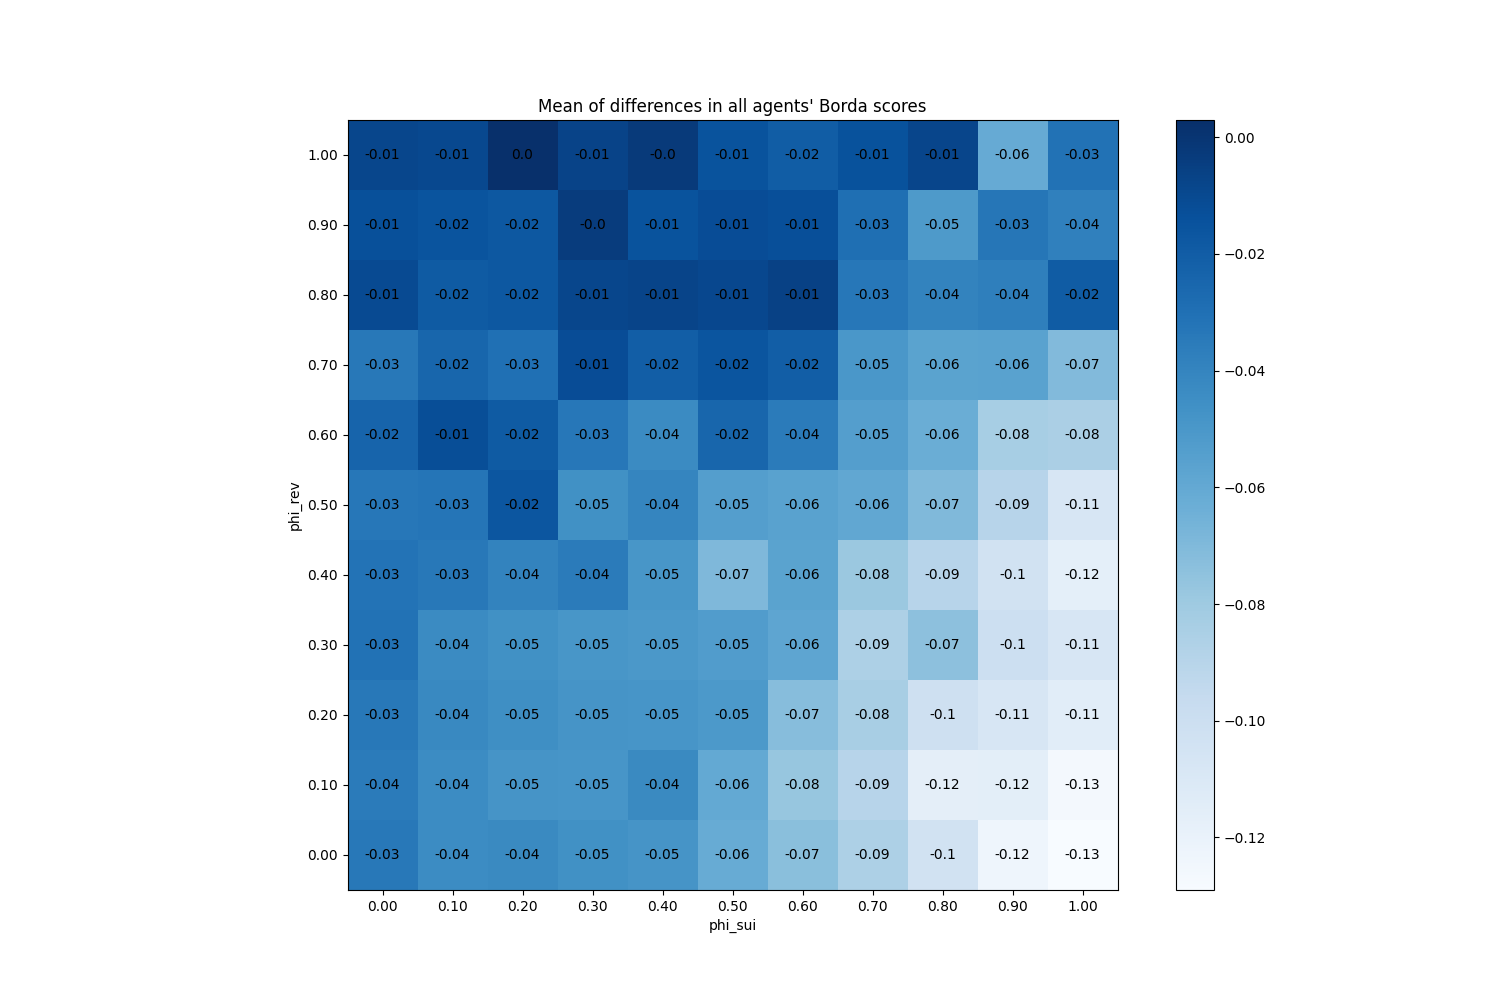 Mean of differences in all agents' Borda scores
1.00 -0.01 -0.01 0.0 -0.01 -0.0 -0.01 -0.02 -0.01 -0.01 -0.06 -0.03
0.90 -0.01 -0.02 -0.02 -0.0 -0.01 -0.01 -0.01 -0.03 -0.05 -0.03 -0.04
0.80 -0.01 -0.02 -0.02 -0.01 -0.01 -0.01 -0.01 -0.03 -0.04 -0.04 -0.02
0.70 -0.03 -0.02 -0.03 -0.01 -0.02 -0.02 -0.02 -0.05 -0.06 -0.06 -0.07
0.60 -0.02 -0.01 -0.02 -0.03 -0.04 -0.02 -0.04 -0.05 -0.06 -0.08 -0.08
phi_rev
0.50 -0.03 -0.03 -0.02 -0.05 -0.04 -0.05 -0.06 -0.06 -0.07 -0.09 -0.11
0.40 -0.03 -0.03 -0.04 -0.04 -0.05 -0.07 -0.06 -0.08 -0.09 -0.1 -0.12
0.30 -0.03 -0.04 -0.05 -0.05 -0.05 -0.05 -0.06 -0.09 -0.07 -0.1 -0.11
0.20 -0.03 -0.04 -0.05 -0.05 -0.05 -0.05 -0.07 -0.08 -0.1 -0.11 -0.11
0.10 -0.04 -0.04 -0.05 -0.05 -0.04 -0.06 -0.08 -0.09 -0.12 -0.12 -0.13
0.00 -0.03 -0.04 -0.04 -0.05 -0.05 -0.06 -0.07 -0.09 -0.1 -0.12 -0.13
0.00 0.10 0.20 0.30 0.40 0.50 0.60 0.70 0.80 0.90 1.00
phi_sui
0.00
−0.02
−0.04
−0.06
−0.08
−0.10
−0.12